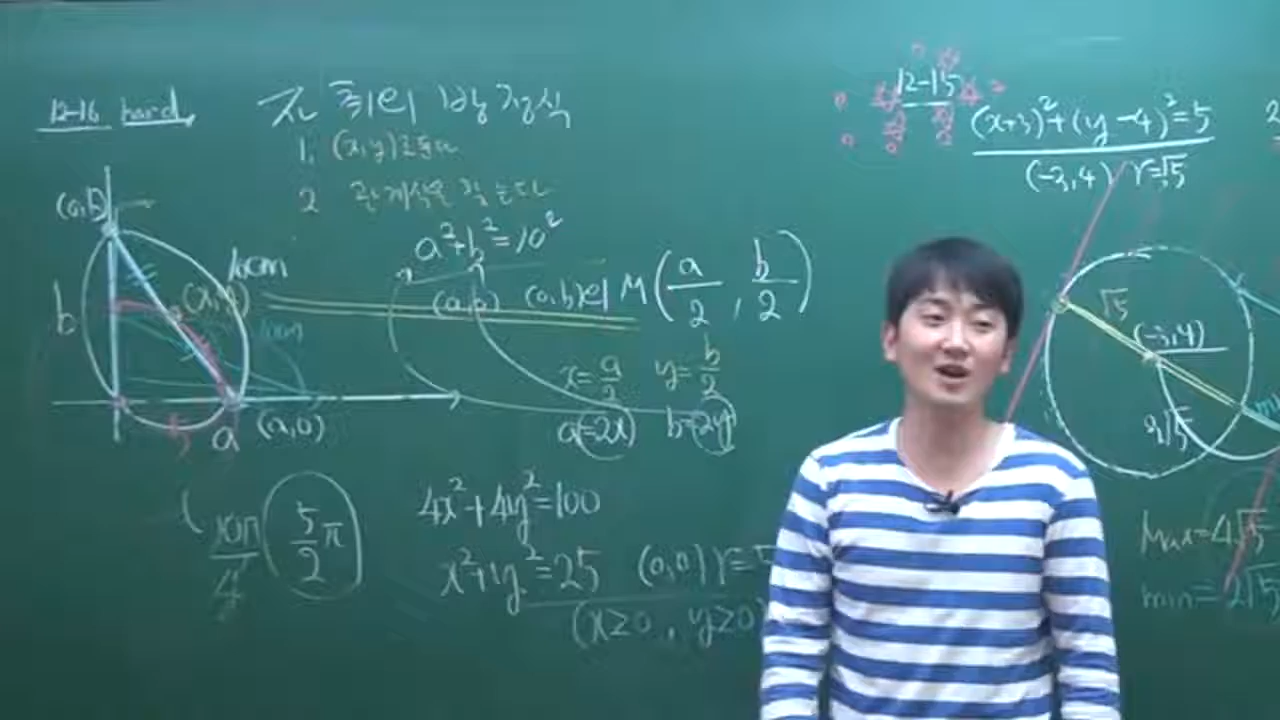 12-16 hard
자취의 방정식
1. (x,y)로 둔다
2 관계식을 찾는다
a²+b²=10²
(a,b)
10cm
b
10cm
a
(a,0)
(a,b)의 M(a/2, b/2)
x=a/2 y=b/2
a=2x b=2y
10π/4
5/2 π
4x²+4y²=100
x²+y²=25 (0,0) r=5
(x≥0, y≥0)
12-15
(x+3)²+(y-4)²=5
(-3,4) r=√5
√5
(-3,4)
Max=4√5
min=2√5